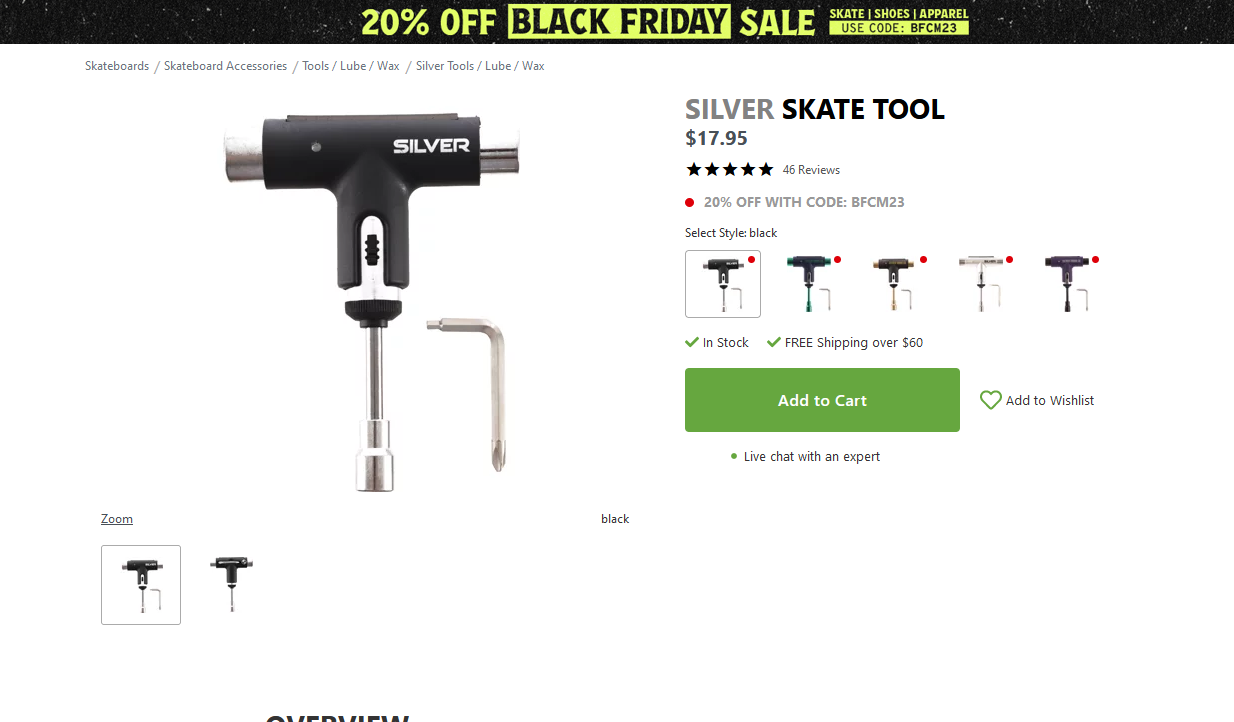 20% OFF BLACK FRIDAY SALE
SKATE | SHOES | APPAREL
USE CODE: BFCM23
Skateboards / Skateboard Accessories / Tools / Lube / Wax / Silver Tools / Lube / Wax
SILVER
SILVER SKATE TOOL
$17.95
46 Reviews
20% OFF WITH CODE: BFCM23
Select Style: black
In Stock
FREE Shipping over $60
Add to Cart
Add to Wishlist
Live chat with an expert
Zoom
black
OVERVIEW